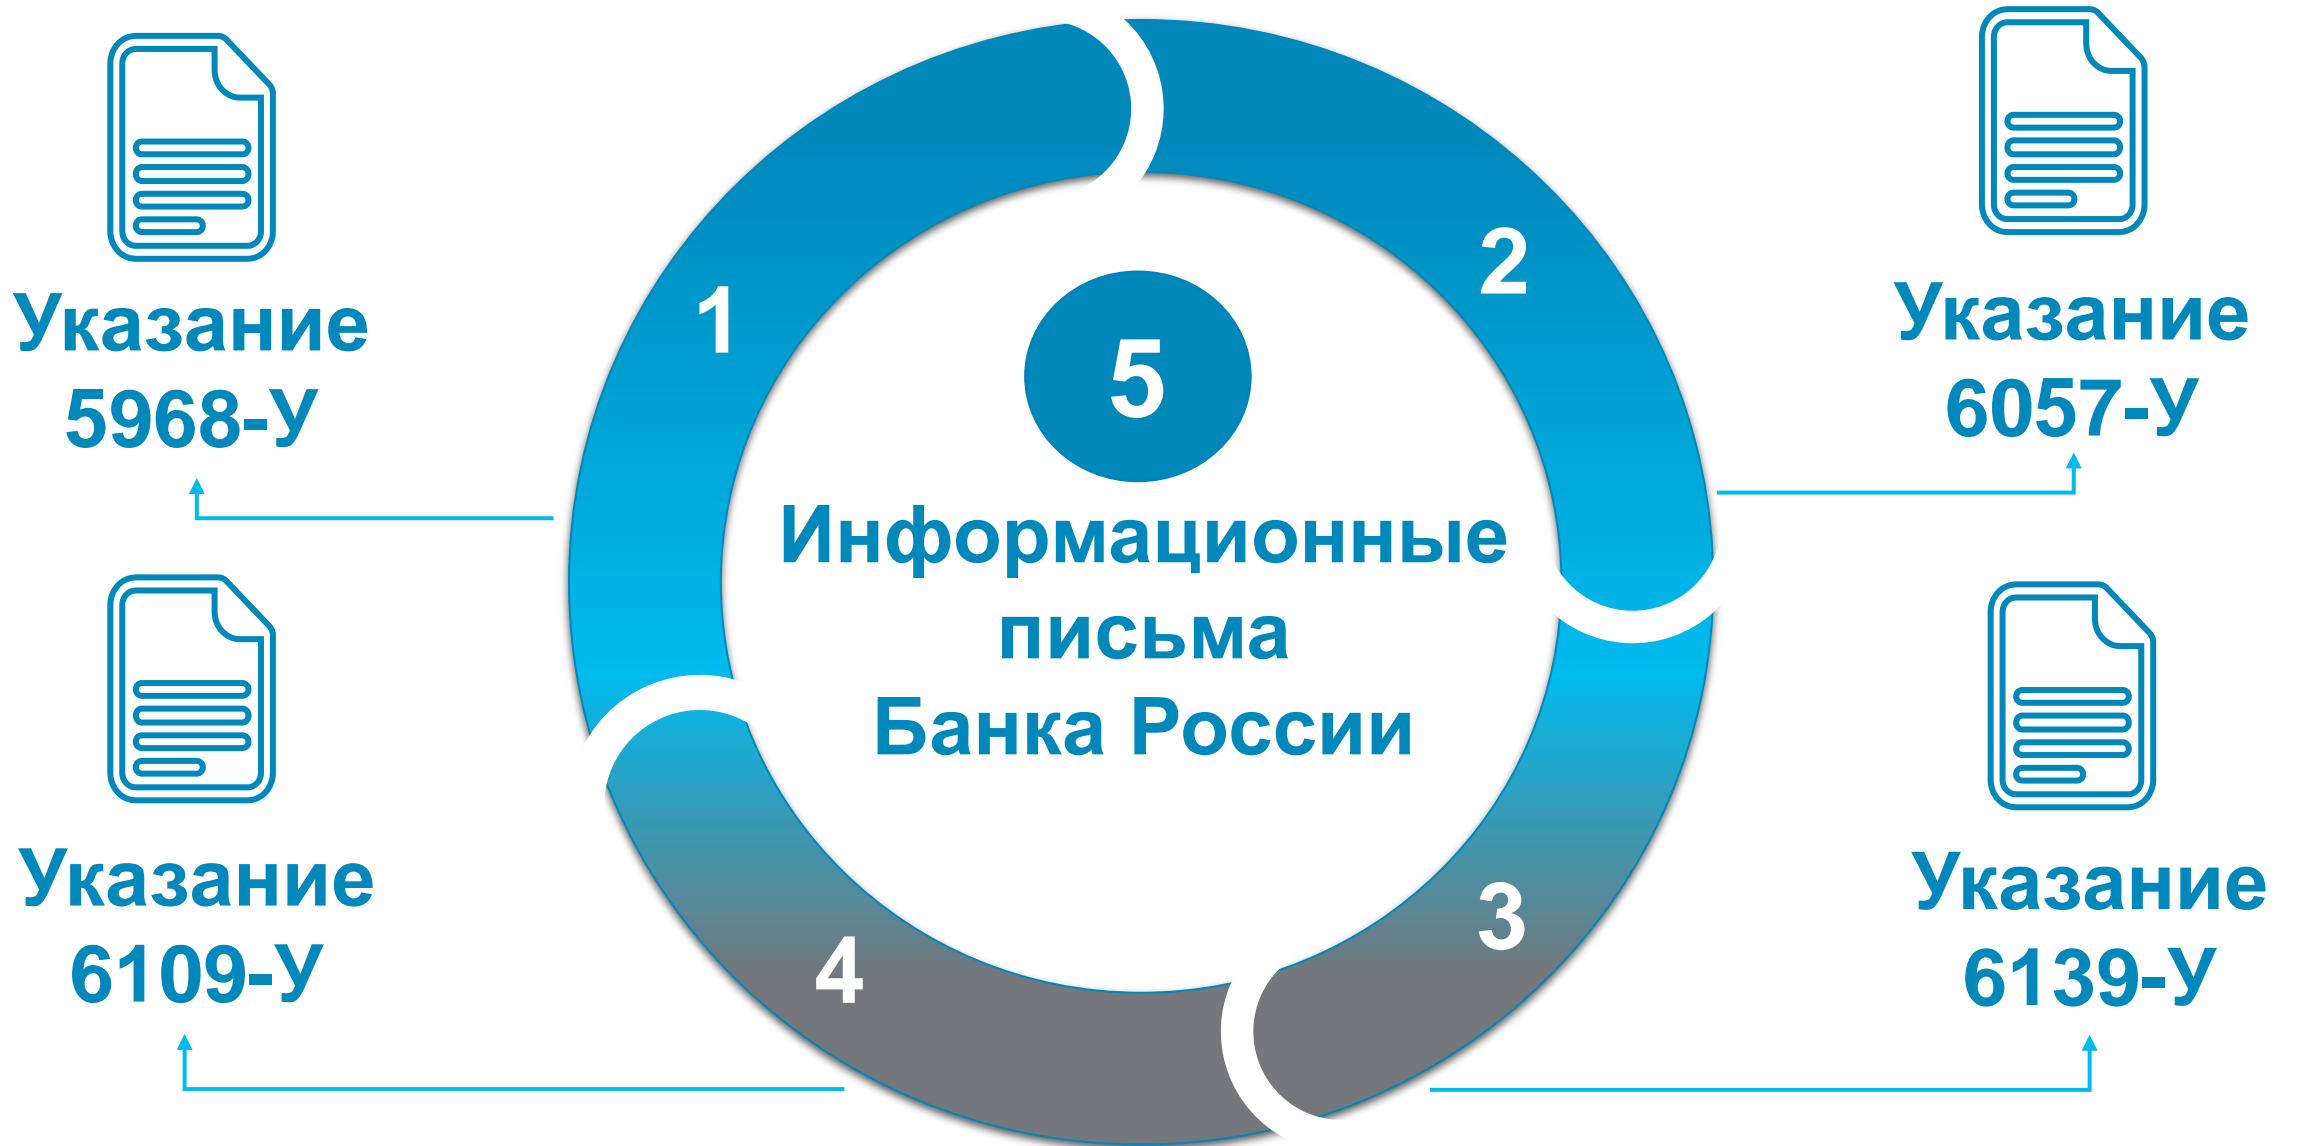 1
Указание
5968-У
2
Указание
6057-У
3
Указание
6139-У
4
Указание
6109-У
5
Информационные
письма
Банка России